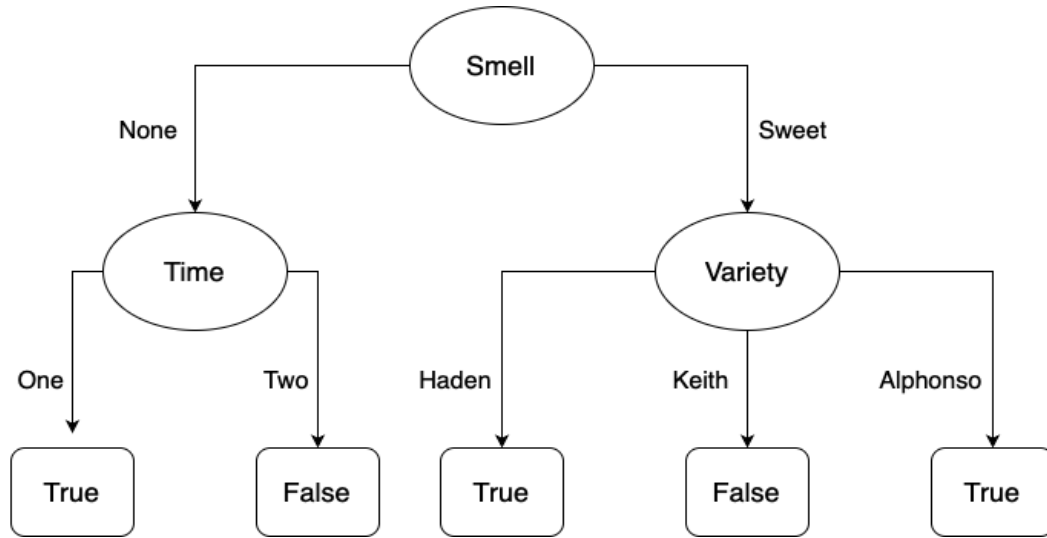 Smell
None
Sweet
Time
Variety
One
Two
Haden
Keith
Alphonso
True
False
True
False
True